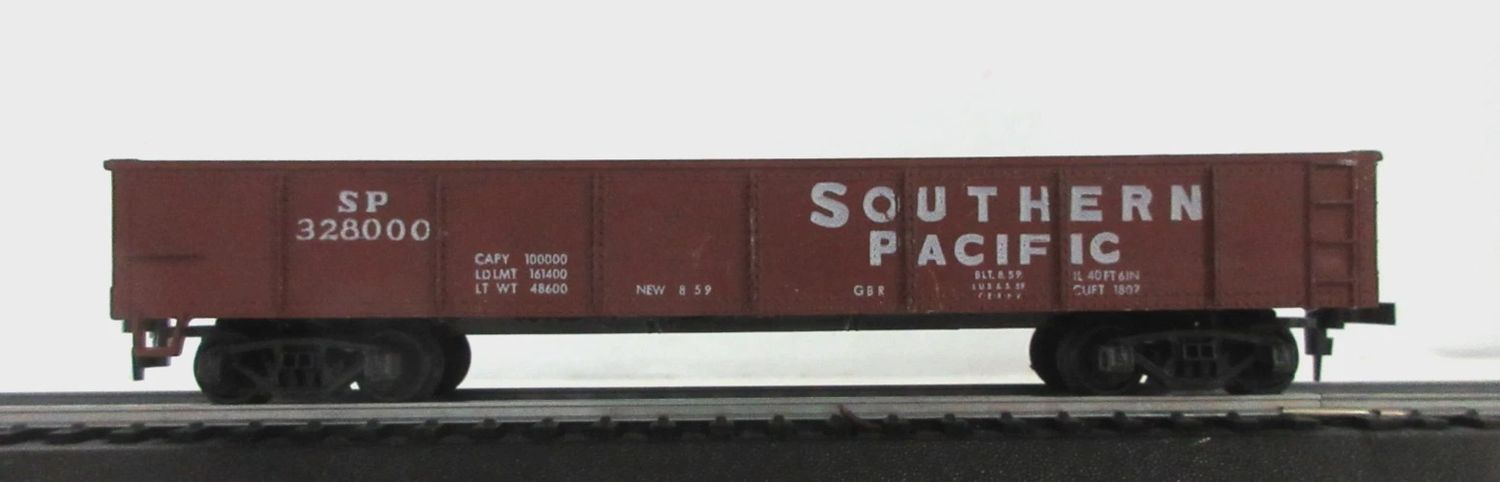 SP
328000
CAPY 100000
LD LMT 161400
LT WT 48600
NEW 8 59
SOUTHERN
PACIFIC
GBR
BLT. 8. 59.
IL 40 FT 6 IN
CUFT 1807